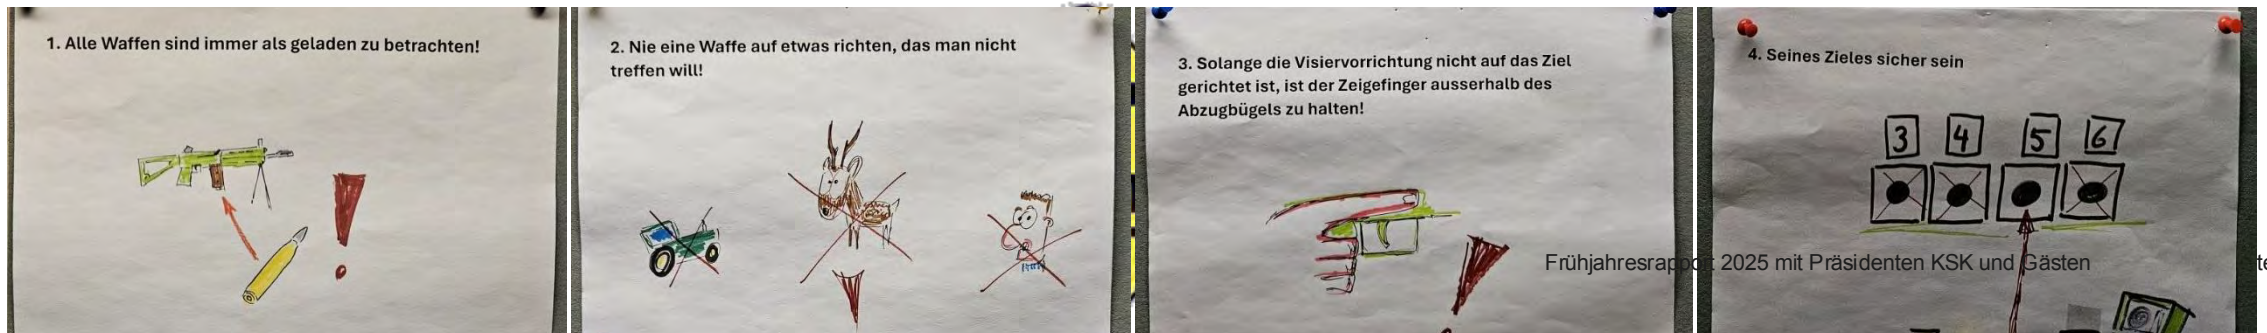 1. Alle Waffen sind immer als geladen zu betrachten!
2. Nie eine Waffe auf etwas richten, das man nicht
treffen will!
3. Solange die Visiervorrichtung nicht auf das Ziel
gerichtet ist, ist der Zeigefinger ausserhalb des
Abzugbügels zu halten!
4. Seines Zieles sicher sein
3 4 5 6
Frühjahresrapport 2025 mit Präsidenten KSK und Gästen